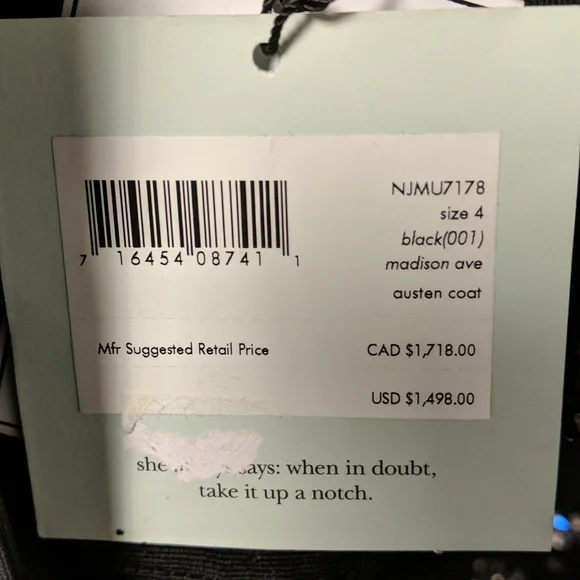 NJMU7178
size 4
black(001)
madison ave
austen coat
7 16454 08741 1
Mfr Suggested Retail Price CAD $1,718.00
USD $1,498.00
she says: when in doubt,
take it up a notch.